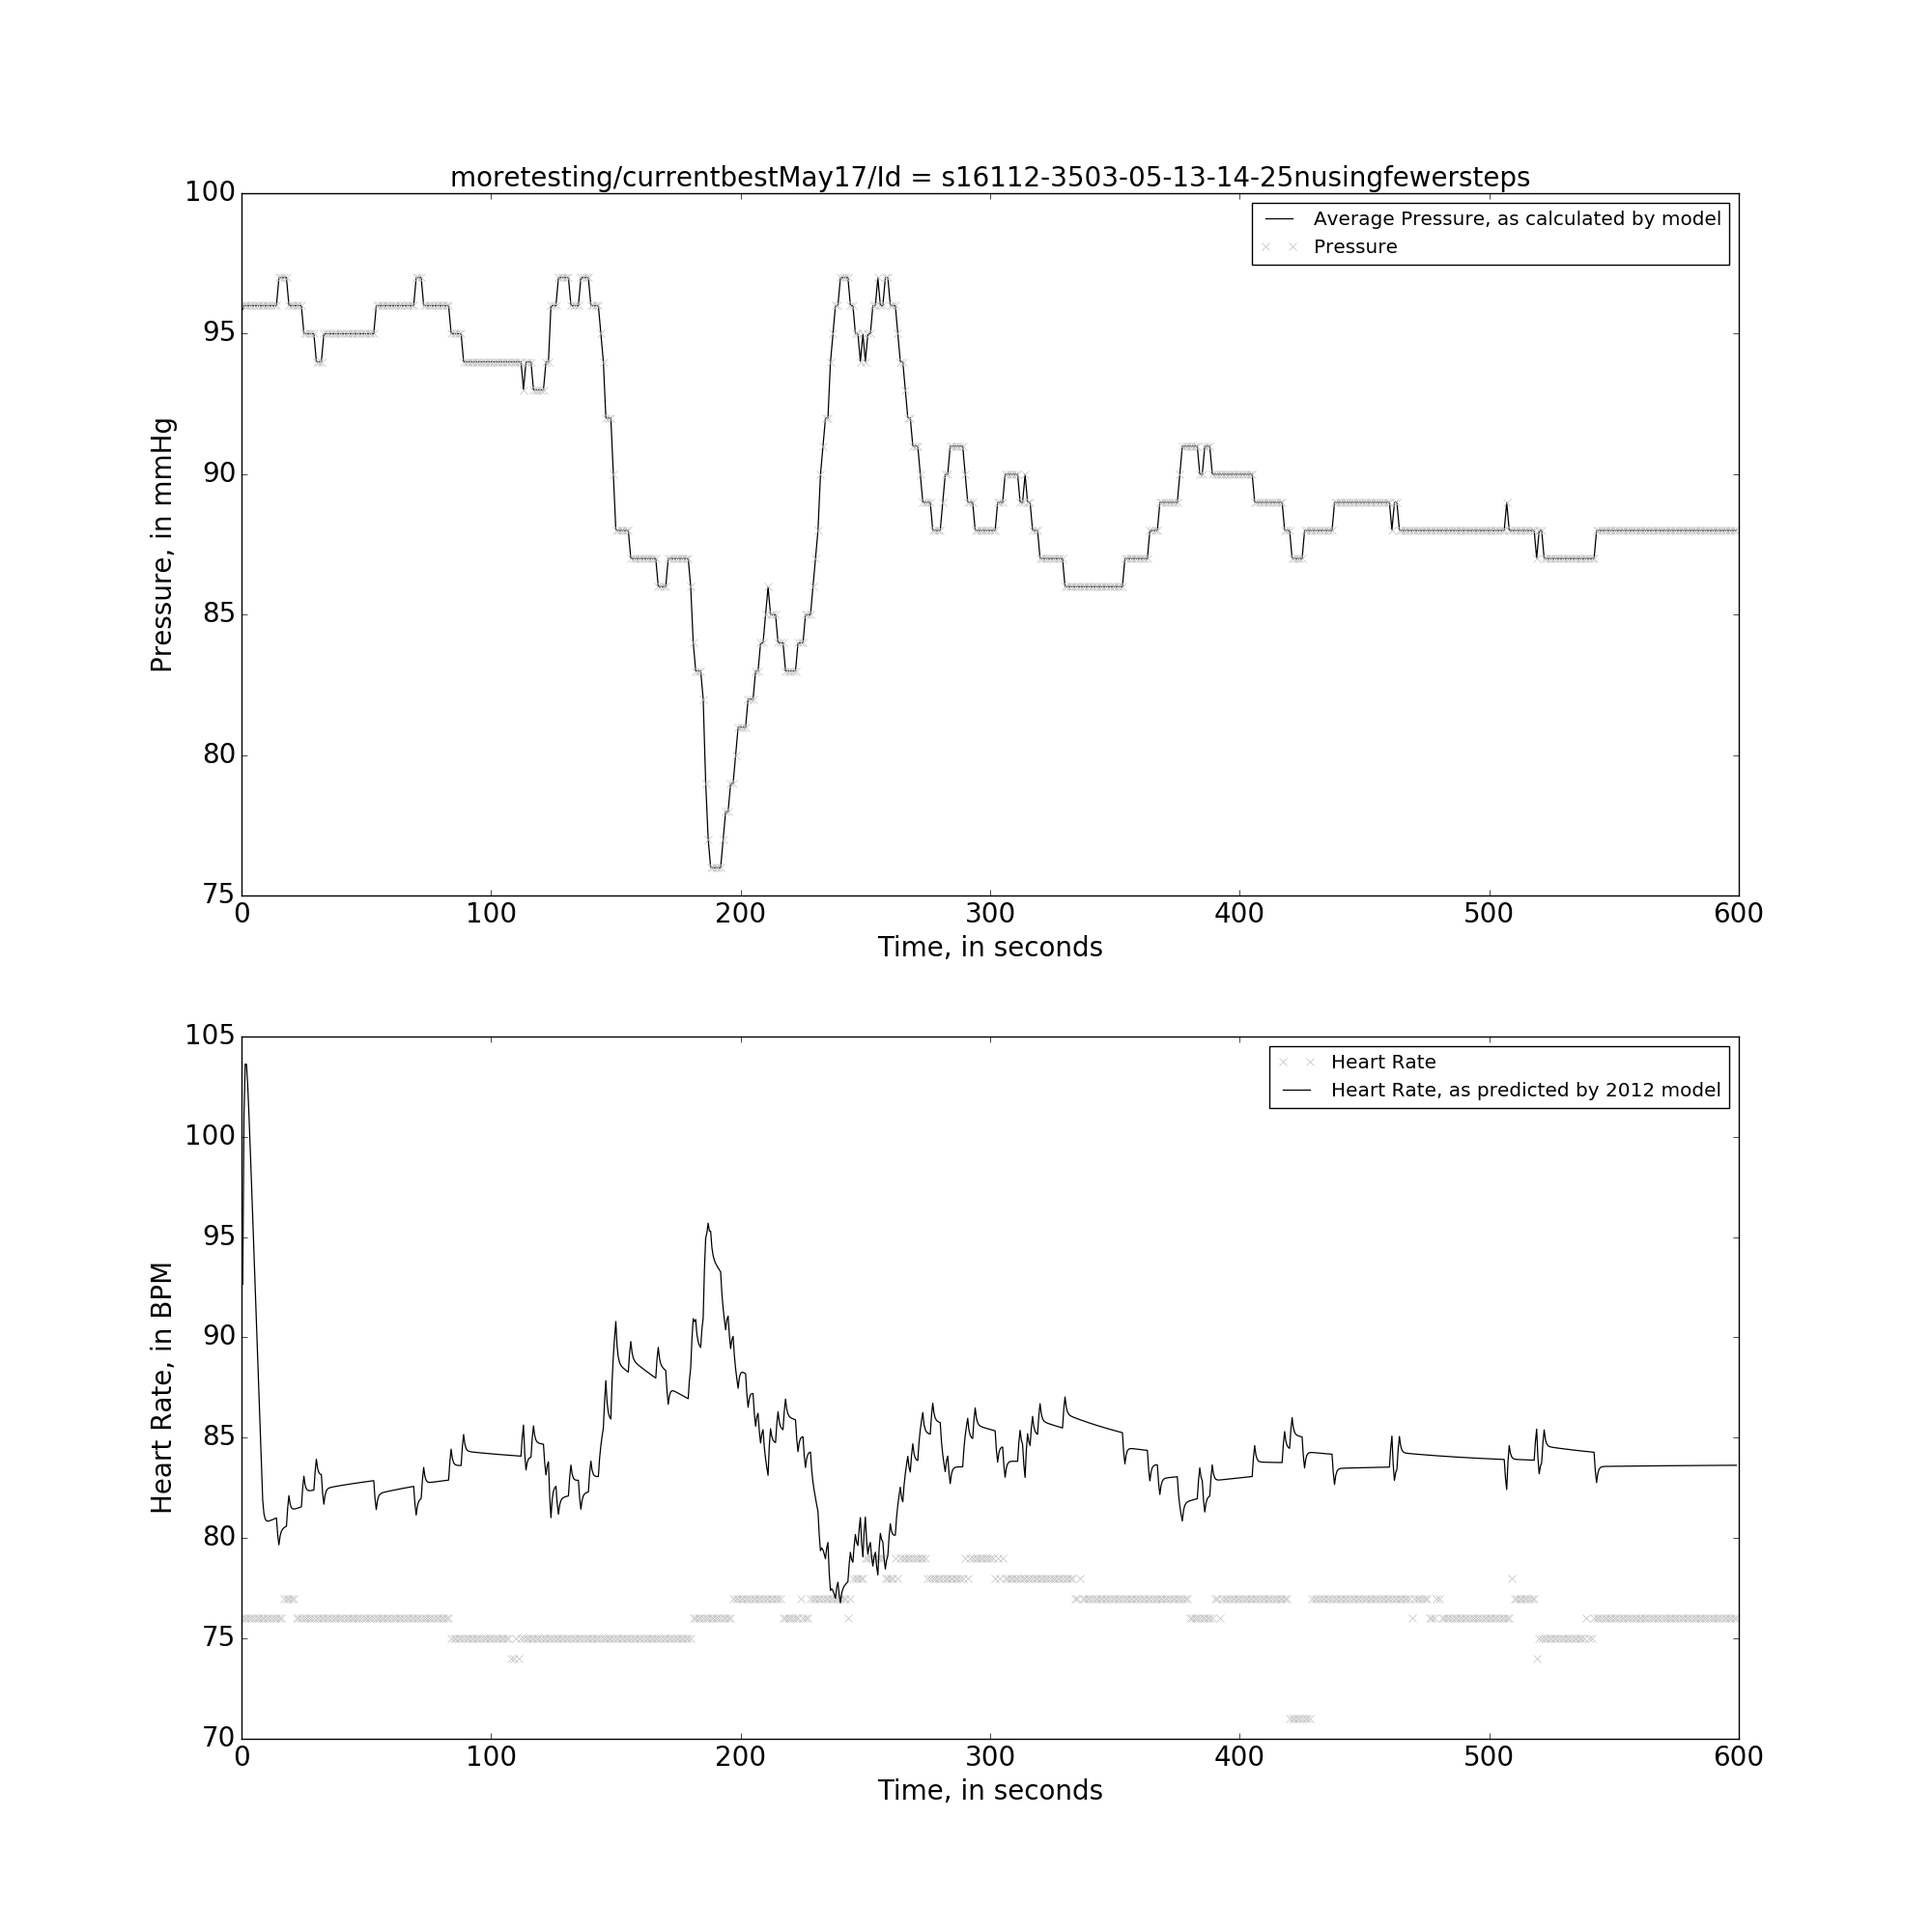 moretesting/currentbestMay17/Id = s16112-3503-05-13-14-25nusingfewersteps
100
95
90
85
80
75
Pressure, in mmHg
Average Pressure, as calculated by model
Pressure
0 100 200 300 400 500 600
Time, in seconds
105
100
95
90
85
80
75
70
Heart Rate, in BPM
Heart Rate
Heart Rate, as predicted by 2012 model
0 100 200 300 400 500 600
Time, in seconds